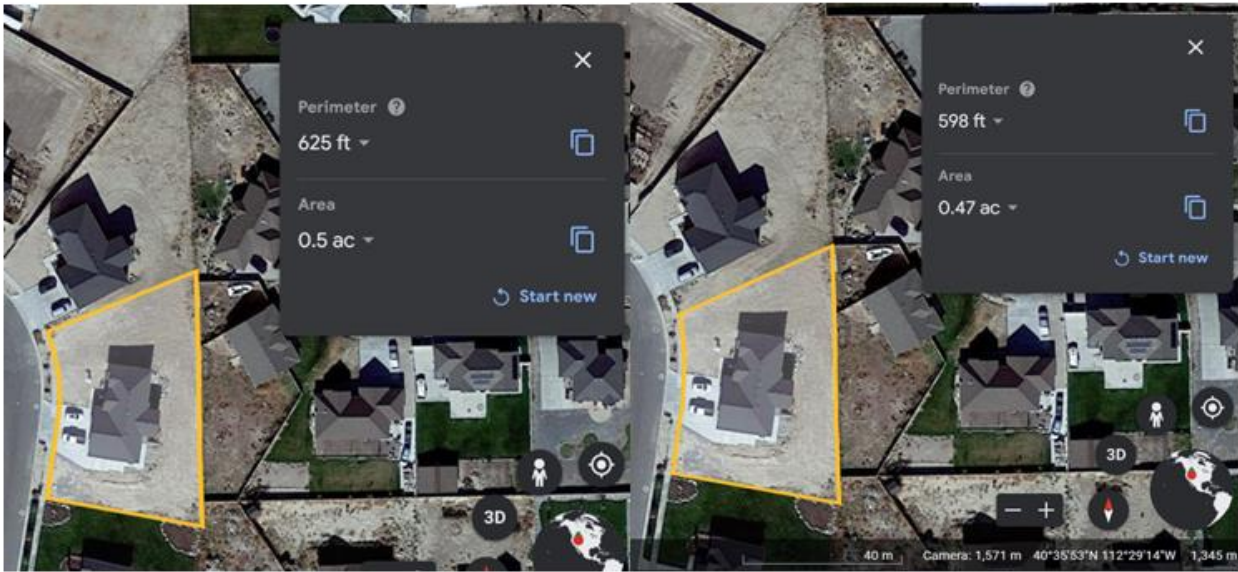 Perimeter
625 ft
Area
0.5 ac
Start new
3D
Perimeter
598 ft
Area
0.47 ac
Start new
3D
40 m
Camera: 1,571 m 40°35'53"N 112°29'14"W 1,345 m